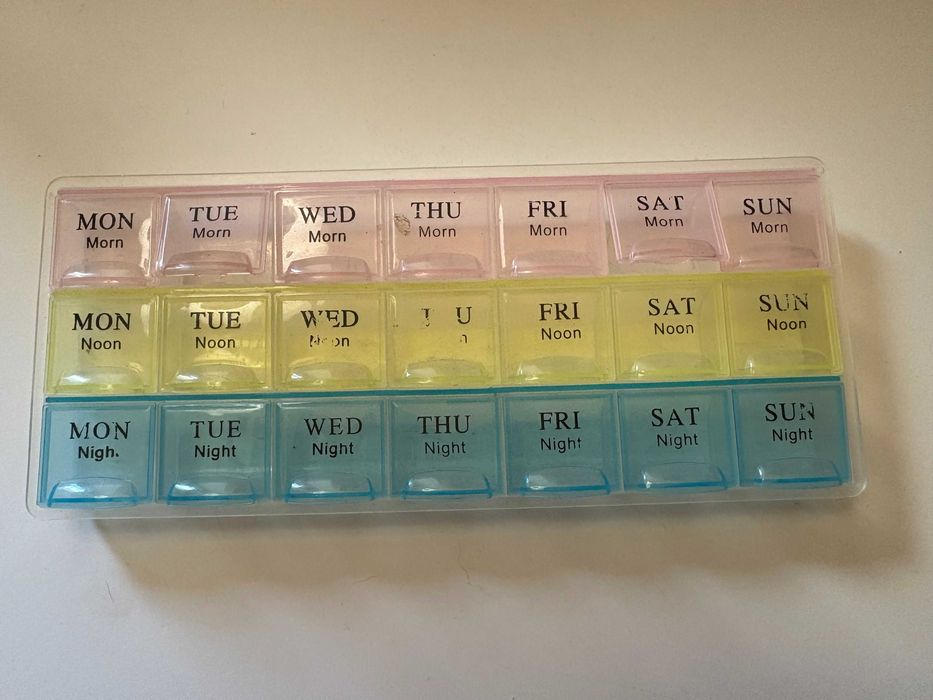 MON TUE WED THU FRI SAT SUN
Morn Morn Morn Morn Morn Morn Morn
MON TUE WED FRI SAT SUN
Noon Noon Noon Noon Noon Noon
MON TUE WED THU FRI SAT SUN
Night Night Night Night Night Night